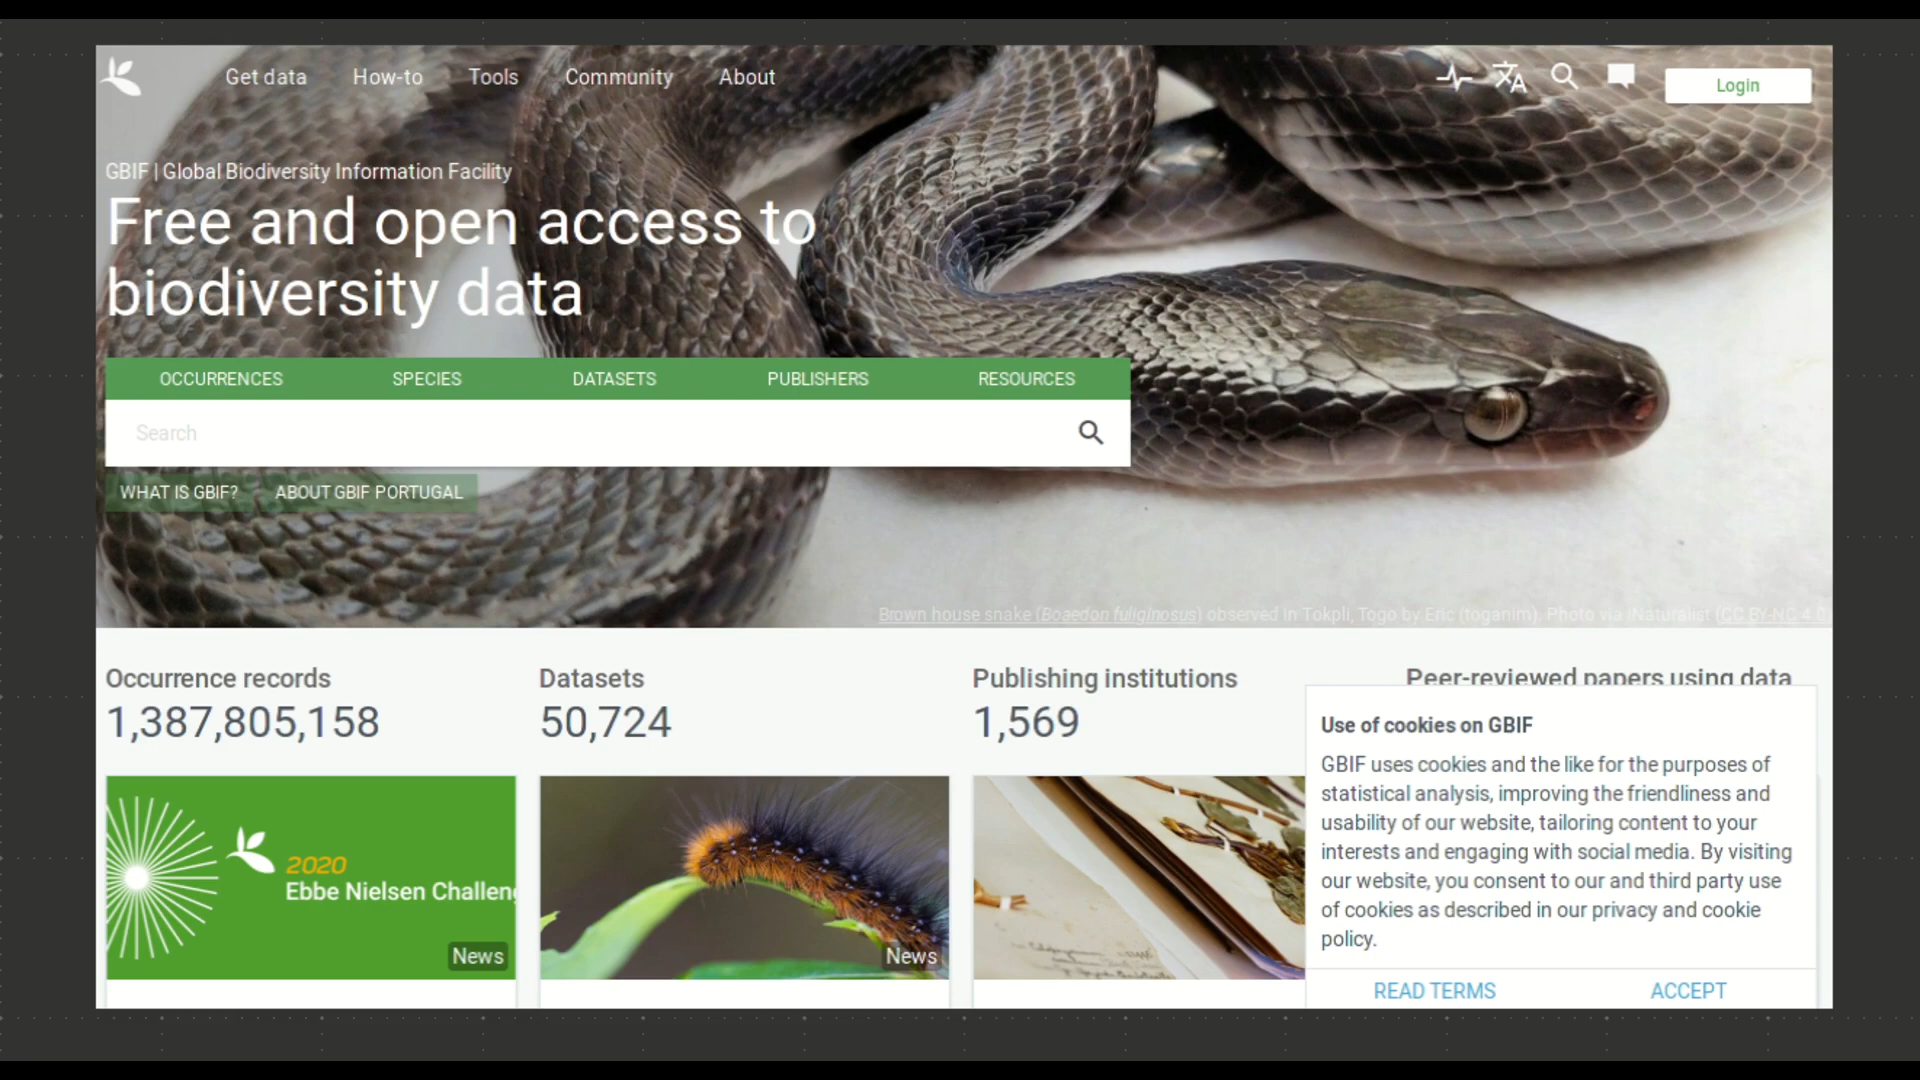 Get data How-to Tools Community About
Login
GBIF | Global Biodiversity Information Facility
Free and open access to
biodiversity data
OCCURRENCES SPECIES DATASETS PUBLISHERS RESOURCES
Search
WHAT IS GBIF? ABOUT GBIF PORTUGAL
Brown house snake (Boaedon fuliginosus) observed in Tokpli, Togo by Eric (toganim). Photo via iNaturalist (CC BY-NC 4.0
Occurrence records Datasets Publishing institutions Peer-reviewed papers using data
1,387,805,158 50,724 1,569
2020
Ebbe Nielsen Challeng
News
News
Use of cookies on GBIF
GBIF uses cookies and the like for the purposes of
statistical analysis, improving the friendliness and
usability of our website, tailoring content to your
interests and engaging with social media. By visiting
our website, you consent to our and third party use
of cookies as described in our privacy and cookie
policy.
READ TERMS ACCEPT